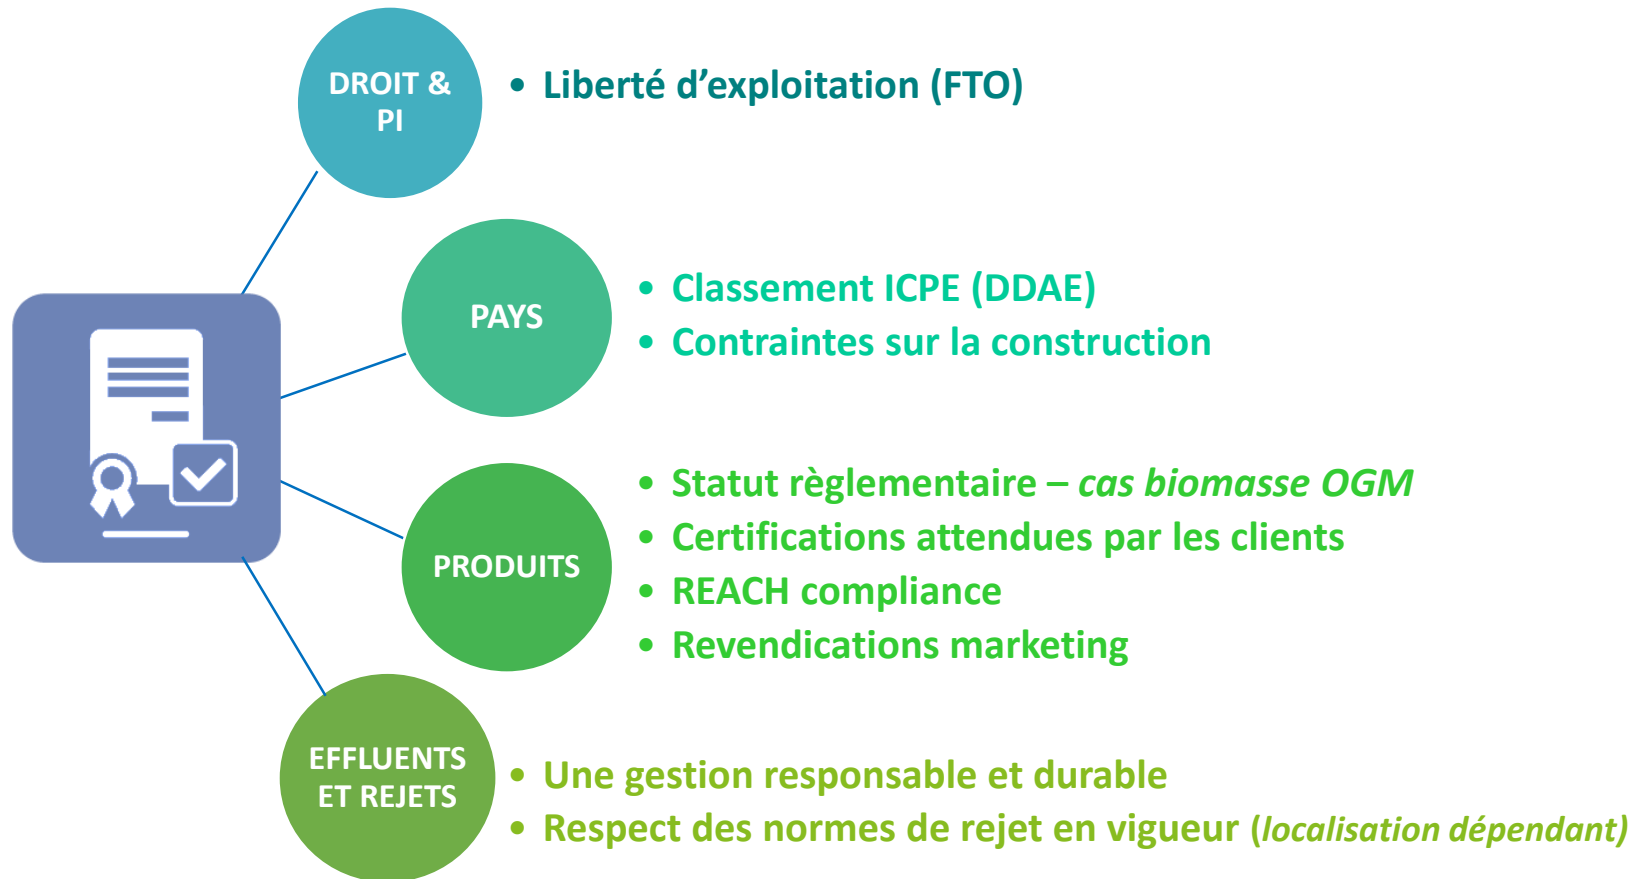 DROIT &
PI
• Liberté d’exploitation (FTO)
PAYS
• Classement ICPE (DDAE)
• Contraintes sur la construction
PRODUITS
• Statut règlementaire – cas biomasse OGM
• Certifications attendues par les clients
• REACH compliance
• Revendications marketing
EFFLUENTS
ET REJETS
• Une gestion responsable et durable
• Respect des normes de rejet en vigueur (localisation dépendant)